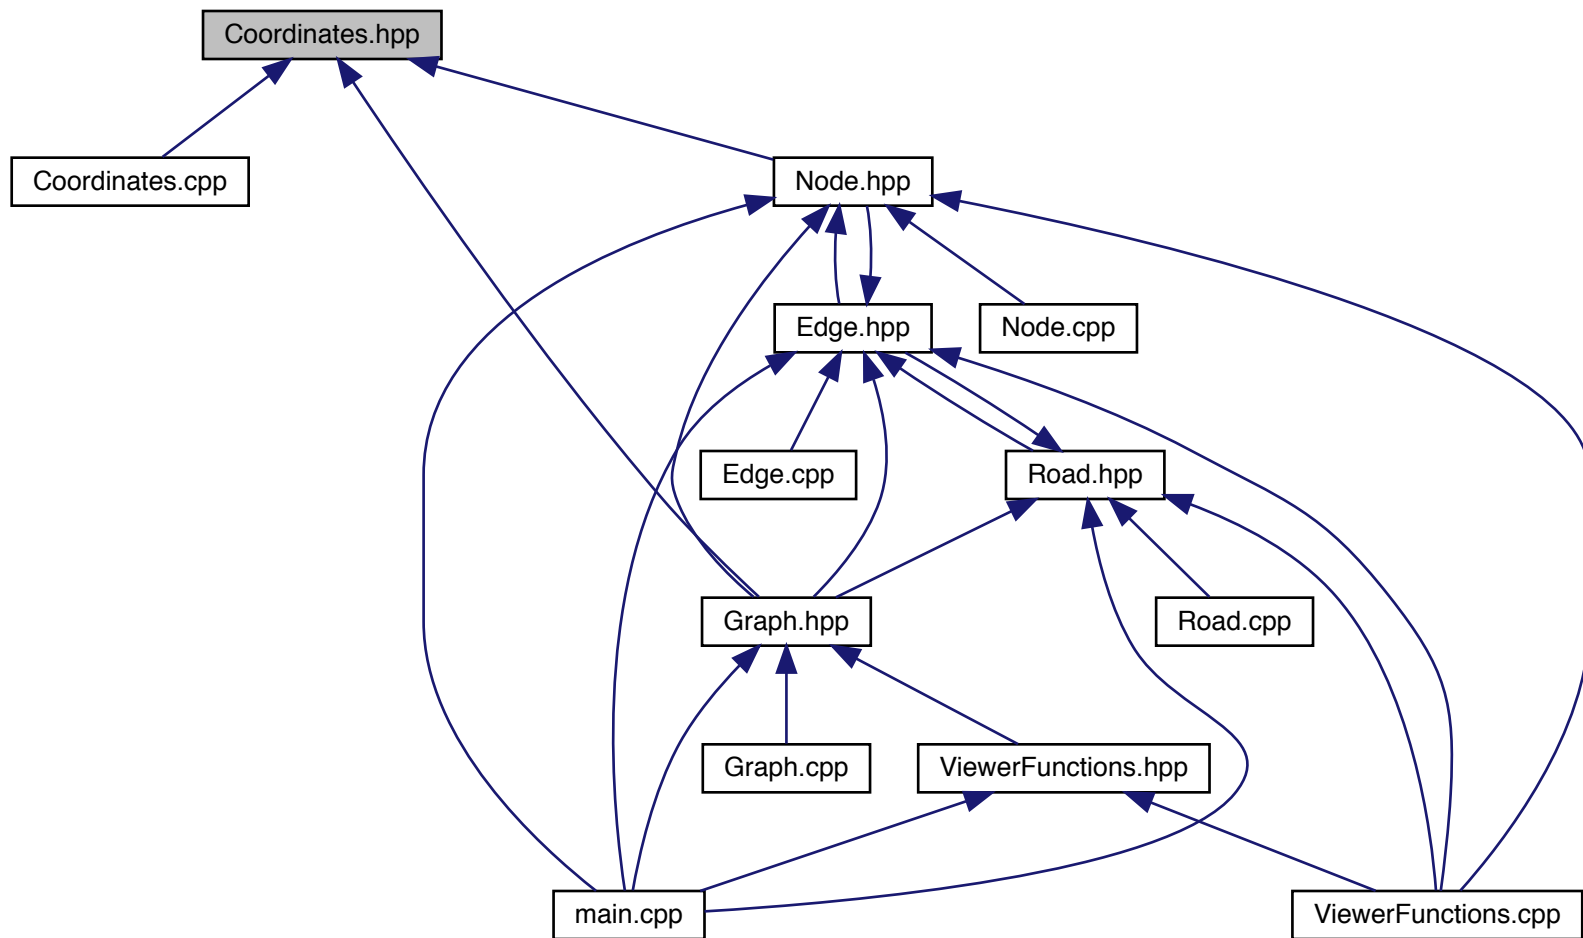 Coordinates.hpp
Coordinates.cpp
Node.hpp
Edge.hpp
Node.cpp
Edge.cpp
Road.hpp
Graph.hpp
Road.cpp
Graph.cpp
ViewerFunctions.hpp
main.cpp
ViewerFunctions.cpp